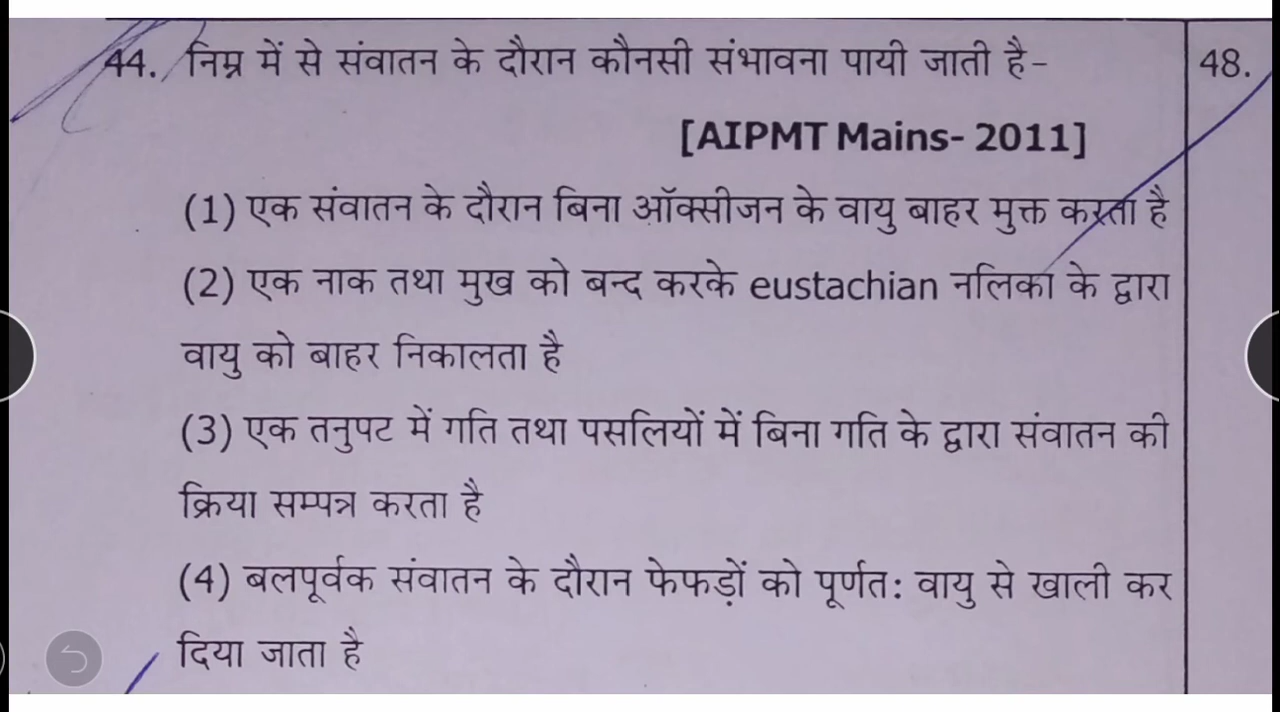 44. निम्न में से संवातन के दौरान कौनसी संभावना पायी जाती है-
48.
[AIPMT Mains- 2011]
(1) एक संवातन के दौरान बिना ऑक्सीजन के वायु बाहर मुक्त करता है
(2) एक नाक तथा मुख को बन्द करके eustachian नलिका के द्वारा
वायु को बाहर निकालता है
(3) एक तनुपट में गति तथा पसलियों में बिना गति के द्वारा संवातन की
क्रिया सम्पन्न करता है
(4) बलपूर्वक संवातन के दौरान फेफड़ों को पूर्णत: वायु से खाली कर
दिया जाता है